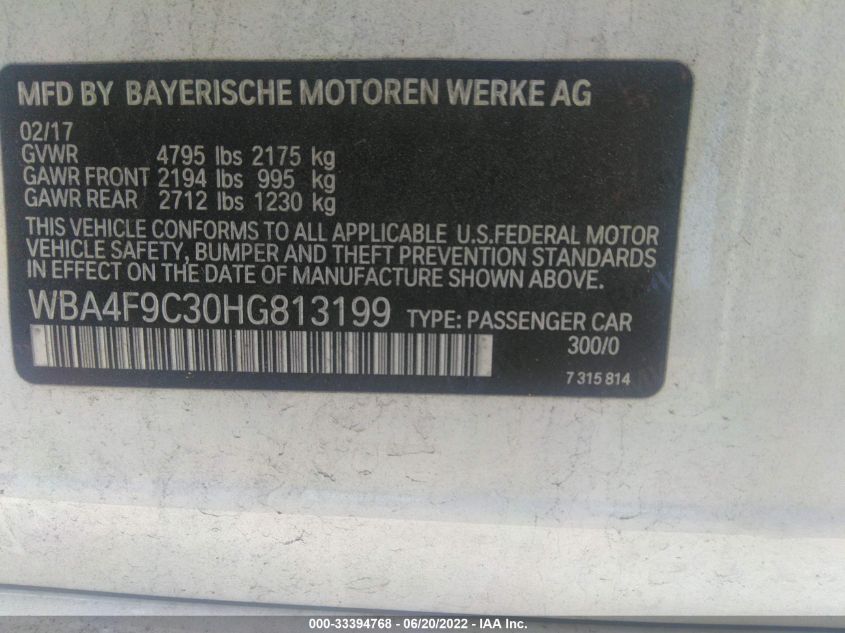 MFD BY BAYERISCHE MOTOREN WERKE AG
02/17
GVWR 4795 lbs 2175 kg
GAWR FRONT 2194 lbs 995 kg
GAWR REAR 2712 lbs 1230 kg
THIS VEHICLE CONFORMS TO ALL APPLICABLE U.S.FEDERAL MOTOR
VEHICLE SAFETY, BUMPER AND THEFT PREVENTION STANDARDS
IN EFFECT ON THE DATE OF MANUFACTURE SHOWN ABOVE.
WBA4F9C30HG813199 TYPE: PASSENGER CAR
300/0
7 315 814
000-33394768 - 06/20/2022 - IAA Inc.